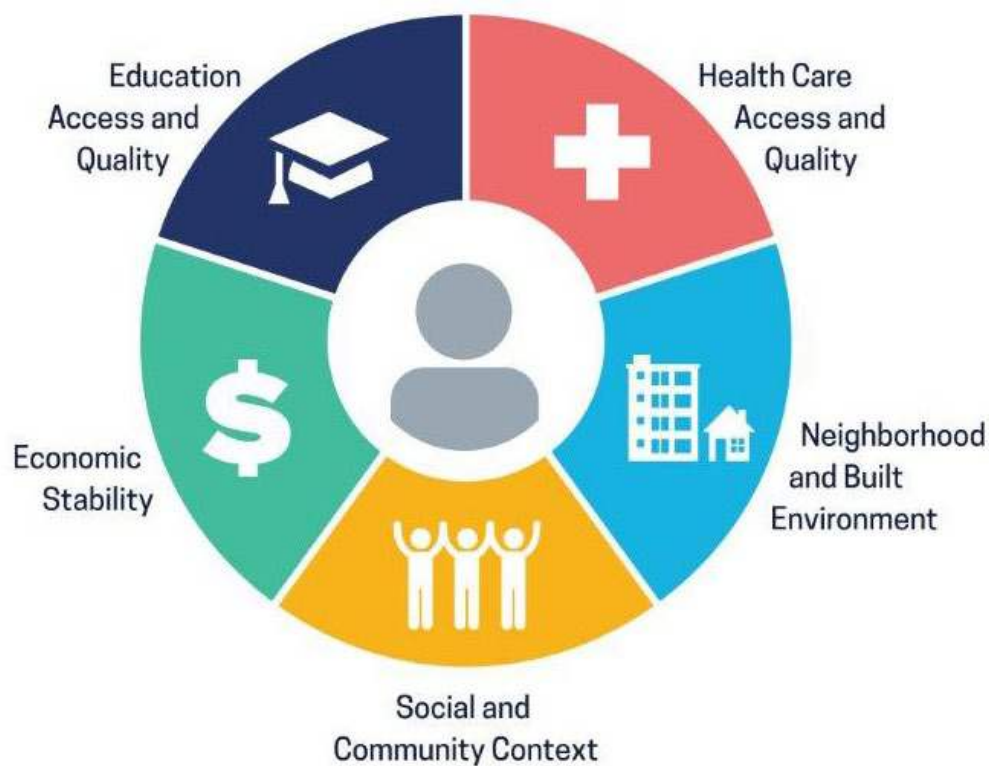 Education
Access and
Quality
Health Care
Access and
Quality
Economic
Stability
Neighborhood
and Built
Environment
Social and
Community Context